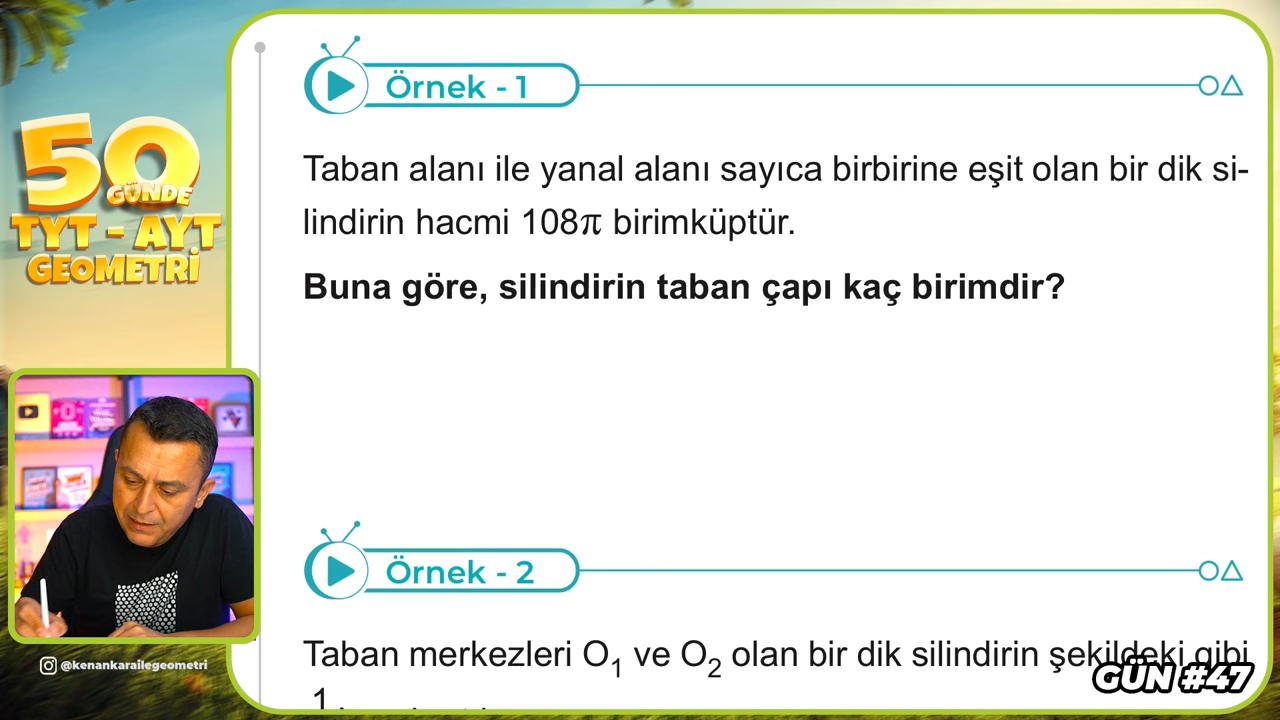 50
GÜNDE
TYT - AYT
GEOMETRİ
Örnek - 1
Taban alanı ile yanal alanı sayıca birbirine eşit olan bir dik si-
lindirin hacmi 108π birimküptür.
Buna göre, silindirin taban çapı kaç birimdir?
Örnek - 2
Taban merkezleri O1 ve O2 olan bir dik silindirin şekildeki gibi
1
@kenankarailegeometri
GÜN #47